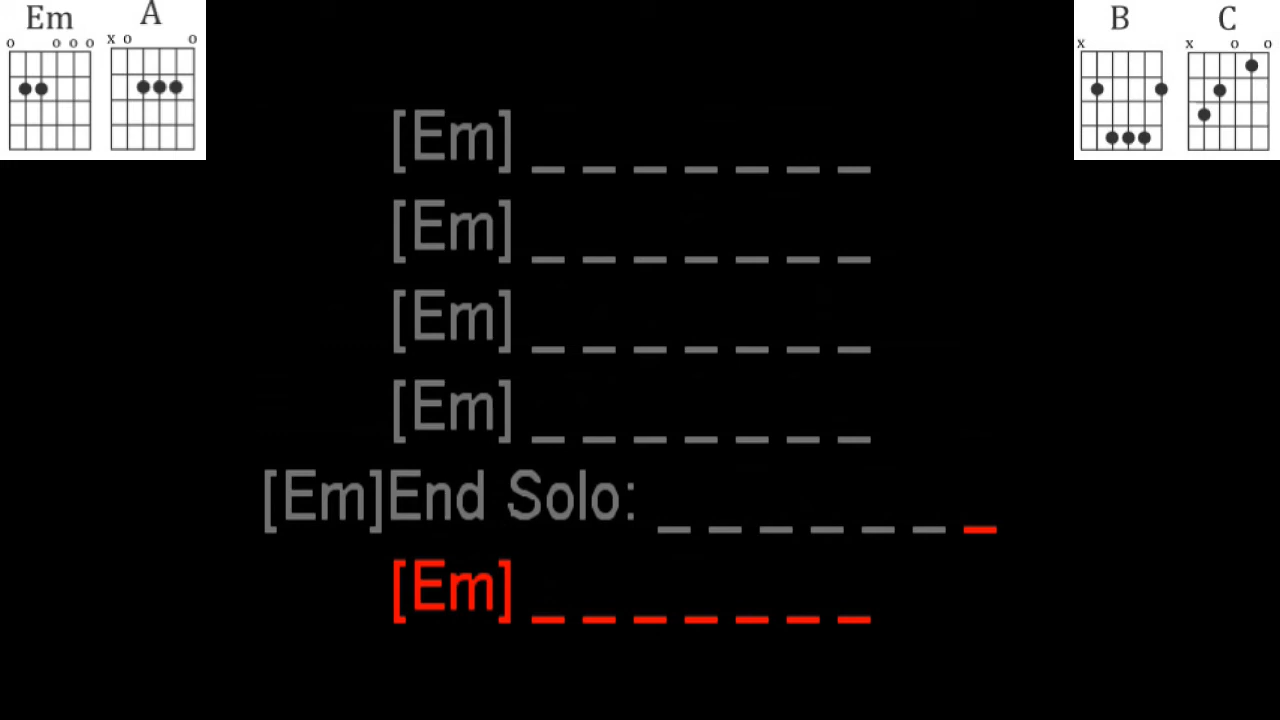 Em A B C
o o o o x o o x x o o
[Em] _ _ _ _ _ _ _
[Em] _ _ _ _ _ _ _
[Em] _ _ _ _ _ _ _
[Em] _ _ _ _ _ _ _
[Em]End Solo: _ _ _ _ _ _ _
[Em] _ _ _ _ _ _ _